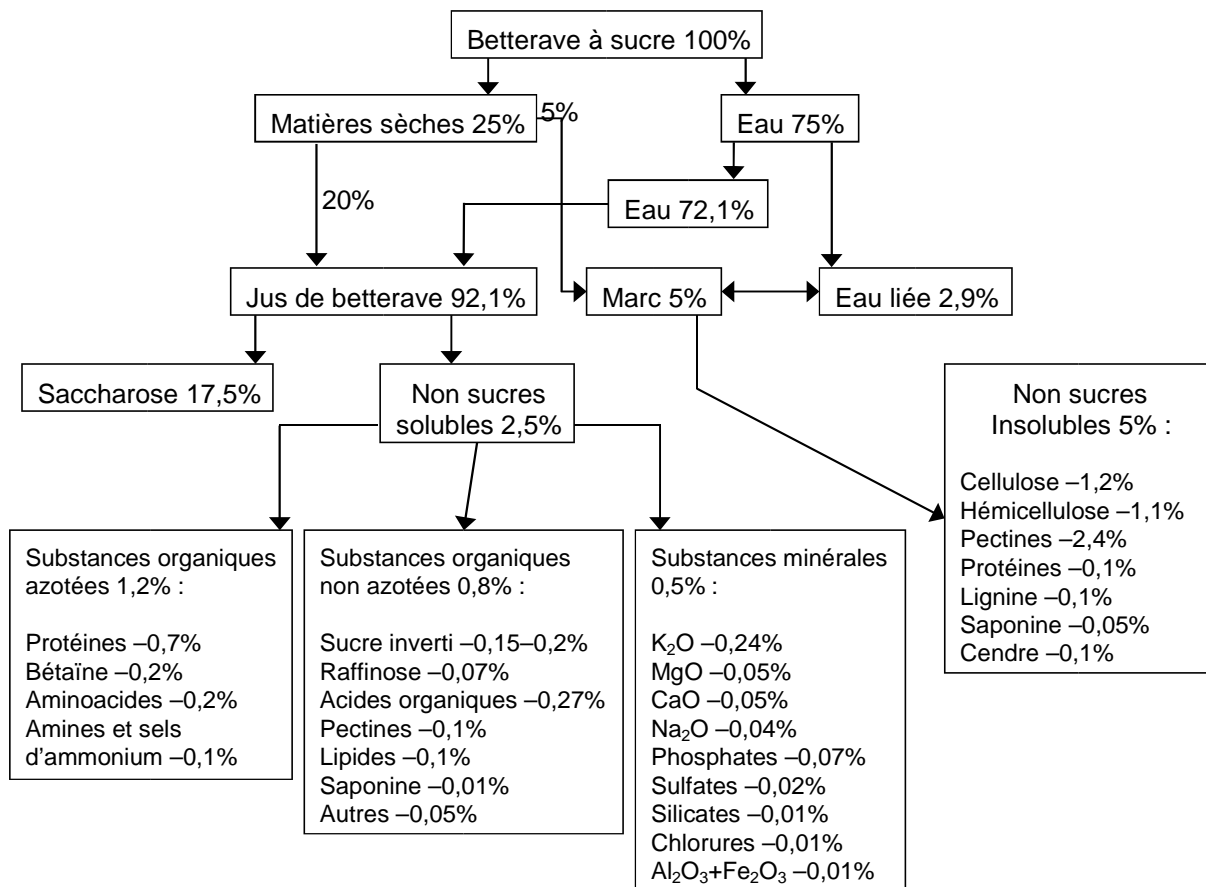 Betterave à sucre 100%
Matières sèches 25%
5%
Eau 75%
20%
Eau 72,1%
Jus de betterave 92,1%
Marc 5%
Eau liée 2,9%
Saccharose 17,5%
Non sucres
solubles 2,5%
Non sucres
Insolubles 5% :
Cellulose –1,2%
Hémicellulose –1,1%
Pectines –2,4%
Protéines –0,1%
Lignine –0,1%
Saponine –0,05%
Cendre –0,1%
Substances organiques
azotées 1,2% :
Protéines –0,7%
Bétaïne –0,2%
Aminoacides –0,2%
Amines et sels
d’ammonium –0,1%
Substances organiques
non azotées 0,8% :
Sucre inverti –0,15–0,2%
Raffinose –0,07%
Acides organiques –0,27%
Pectines –0,1%
Lipides –0,1%
Saponine –0,01%
Autres –0,05%
Substances minérales
0,5% :
K₂O –0,24%
MgO –0,05%
CaO –0,05%
Na₂O –0,04%
Phosphates –0,07%
Sulfates –0,02%
Silicates –0,01%
Chlorures –0,01%
Al₂O₃+Fe₂O₃ –0,01%